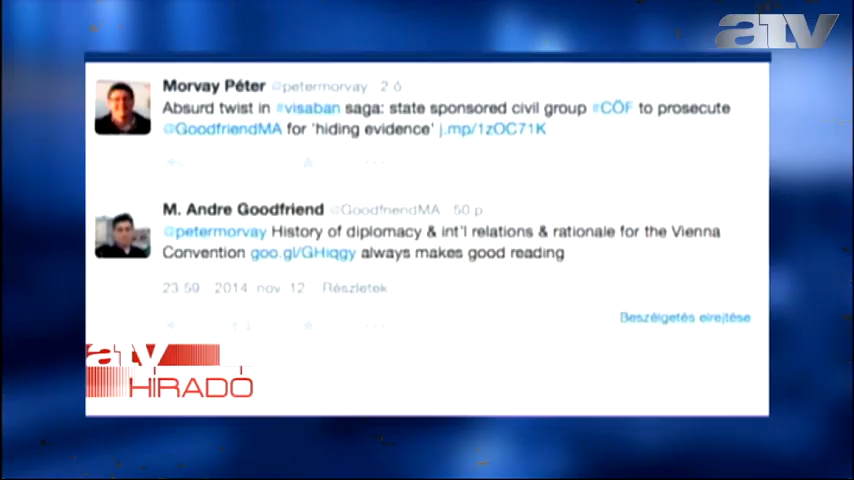 atv
Morvay Péter @petermorvay 2 ó
Absurd twist in #visaban saga: state sponsored civil group #CÖF to prosecute
@GoodfriendMA for 'hiding evidence' j.mp/1zOC71K
M. Andre Goodfriend @GoodfriendMA 50 p
@petermorvay History of diplomacy & int'l relations & rationale for the Vienna
Convention goo.gl/GHiqgy always makes good reading
23:59 2014. nov. 12. Részletek
Beszélgetés elrejtése
atv
HÍRADÓ